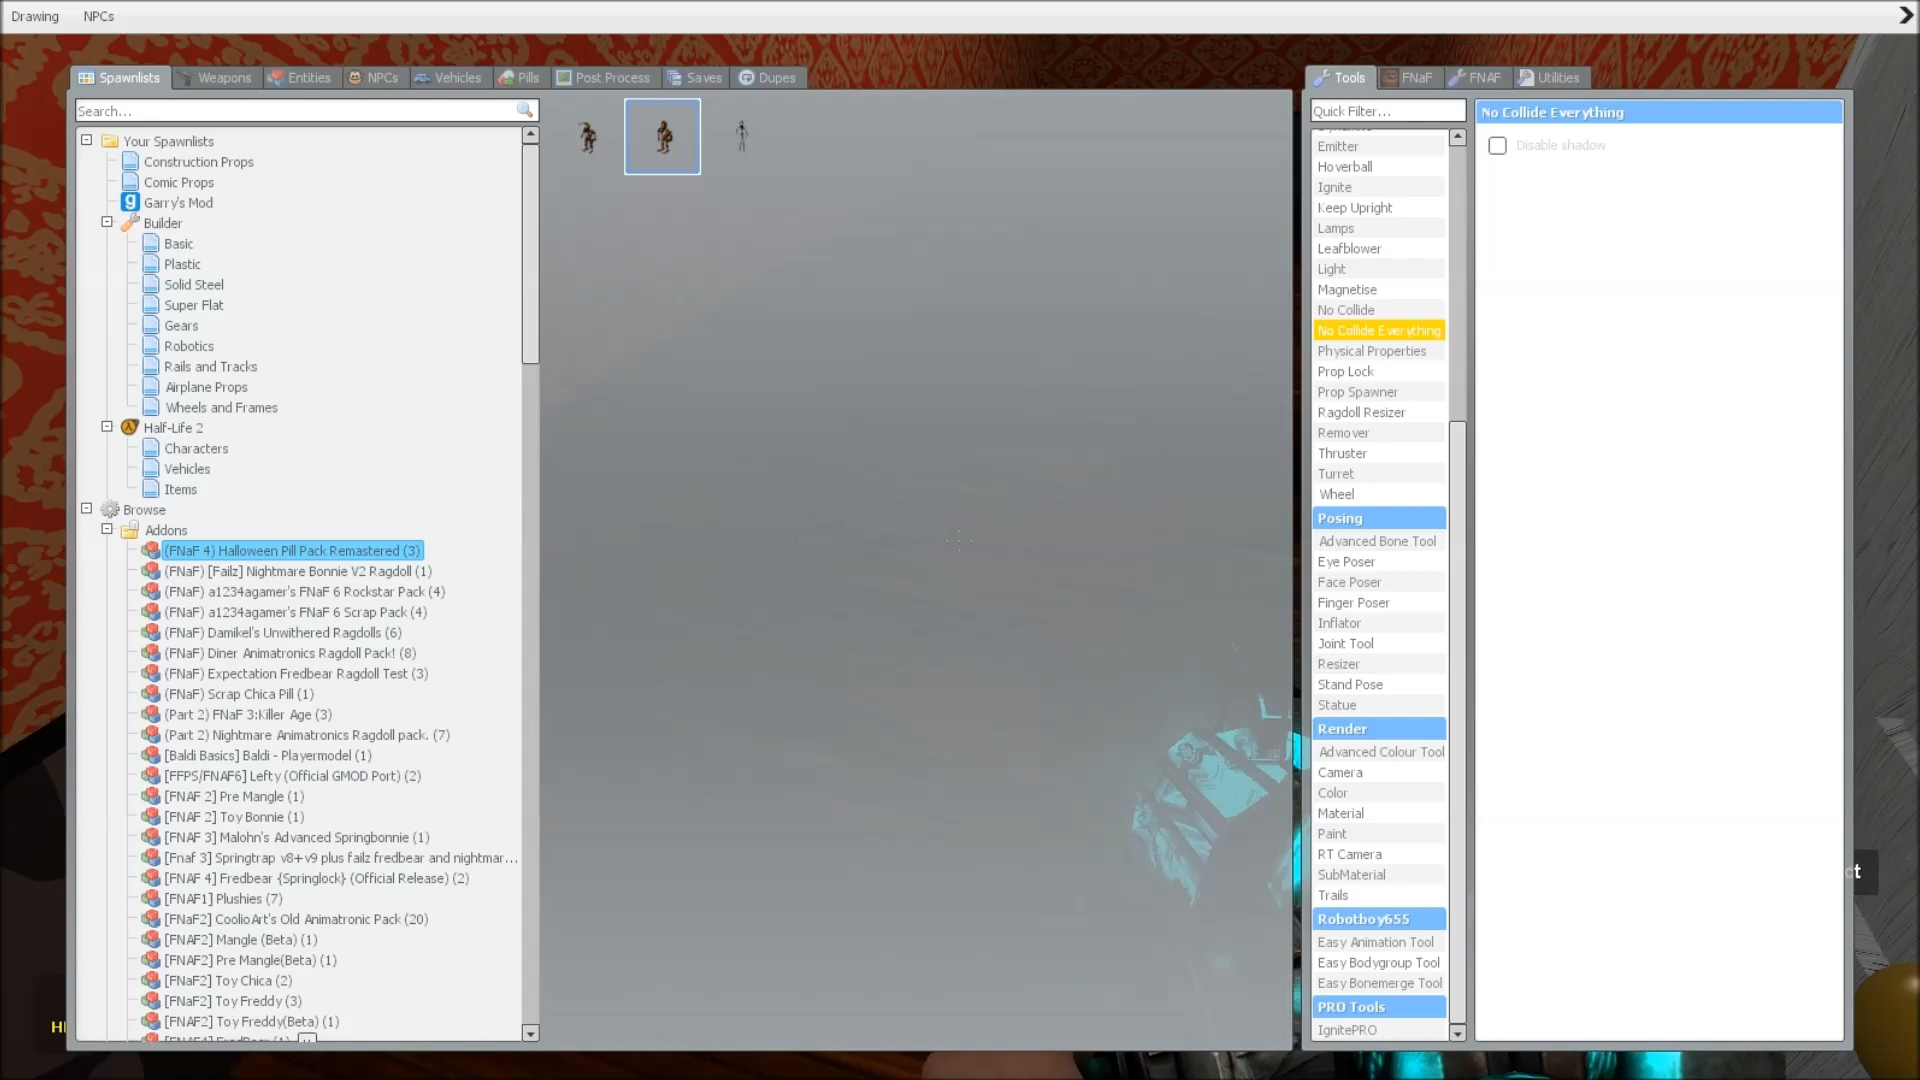 Drawing NPCs
Spawnlists Weapons Entities NPCs Vehicles Pills Post Process Saves Dupes
Search...
Your Spawnlists
Construction Props
Comic Props
Garry's Mod
Builder
Basic
Plastic
Solid Steel
Super Flat
Gears
Robotics
Rails and Tracks
Airplane Props
Wheels and Frames
Half-Life 2
Characters
Vehicles
Items
Browse
Addons
(FNaF 4) Halloween Pill Pack Remastered (3)
(FNaF) [Failz] Nightmare Bonnie V2 Ragdoll (1)
(FNaF) a1234agamer's FNaF 6 Rockstar Pack (4)
(FNaF) a1234agamer's FNaF 6 Scrap Pack (4)
(FNaF) Damikel's Unwithered Ragdolls (6)
(FNaF) Diner Animatronics Ragdoll Pack! (8)
(FNaF) Expectation Fredbear Ragdoll Test (3)
(FNaF) Scrap Chica Pill (1)
(Part 2) FNaF 3:Killer Age (3)
(Part 2) Nightmare Animatronics Ragdoll pack. (7)
[Baldi Basics] Baldi - Playermodel (1)
[FFPS/FNAF6] Lefty (Official GMOD Port) (2)
[FNAF 2] Pre Mangle (1)
[FNAF 2] Toy Bonnie (1)
[FNAF 3] Malohn's Advanced Springbonnie (1)
[Fnaf 3] Springtrap v8+v9 plus failz fredbear and nightmar...
[FNAF 4] Fredbear {Springlock} (Official Release) (2)
[FNAF1] Plushies (7)
[FNaF2] CoolioArt's Old Animatronic Pack (20)
[FNAF2] Mangle (Beta) (1)
[FNAF2] Pre Mangle(Beta) (1)
[FNaF2] Toy Chica (2)
[FNaF2] Toy Freddy (3)
[FNAF2] Toy Freddy(Beta) (1)
[FNAF4] FredBear (1)
Tools FNaF FNAF Utilities
Quick Filter...
Emitter
Hoverball
Ignite
Keep Upright
Lamps
Leafblower
Light
Magnetise
No Collide
No Collide Everything
Physical Properties
Prop Lock
Prop Spawner
Ragdoll Resizer
Remover
Thruster
Turret
Wheel
Posing
Advanced Bone Tool
Eye Poser
Face Poser
Finger Poser
Inflator
Joint Tool
Resizer
Stand Pose
Statue
Render
Advanced Colour Tool
Camera
Color
Material
Paint
RT Camera
SubMaterial
Trails
Robotboy655
Easy Animation Tool
Easy Bodygroup Tool
Easy Bonemerge Tool
PRO Tools
IgnitePRO
No Collide Everything
Disable shadow
ct